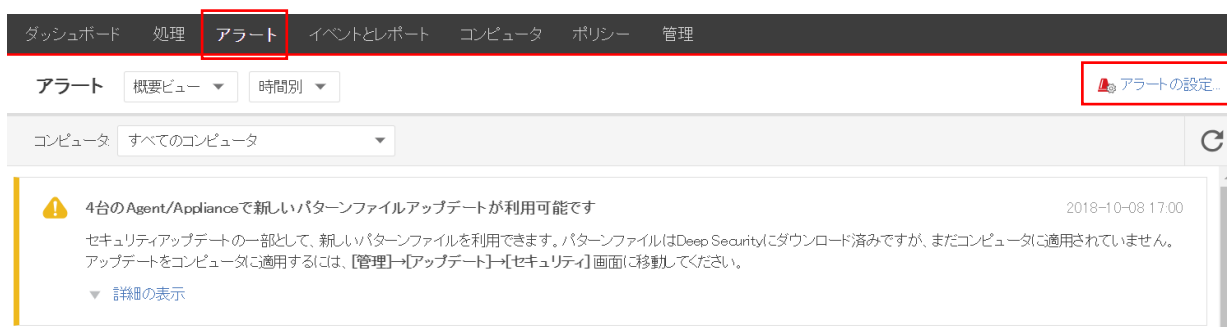 ダッシュボード 処理 アラート イベントとレポート コンピュータ ポリシー 管理
アラート 概要ビュー 時間別 アラートの設定...
コンピュータ: すべてのコンピュータ
4台のAgent/Applianceで新しいパターンファイルアップデートが利用可能です 2018-10-08 17:00
セキュリティアップデートの一部として、新しいパターンファイルを利用できます。パターンファイルはDeep Securityにダウンロード済みですが、まだコンピュータに適用されていません。
アップデートをコンピュータに適用するには、[管理]→[アップデート]→[セキュリティ] 画面に移動してください。
詳細の表示